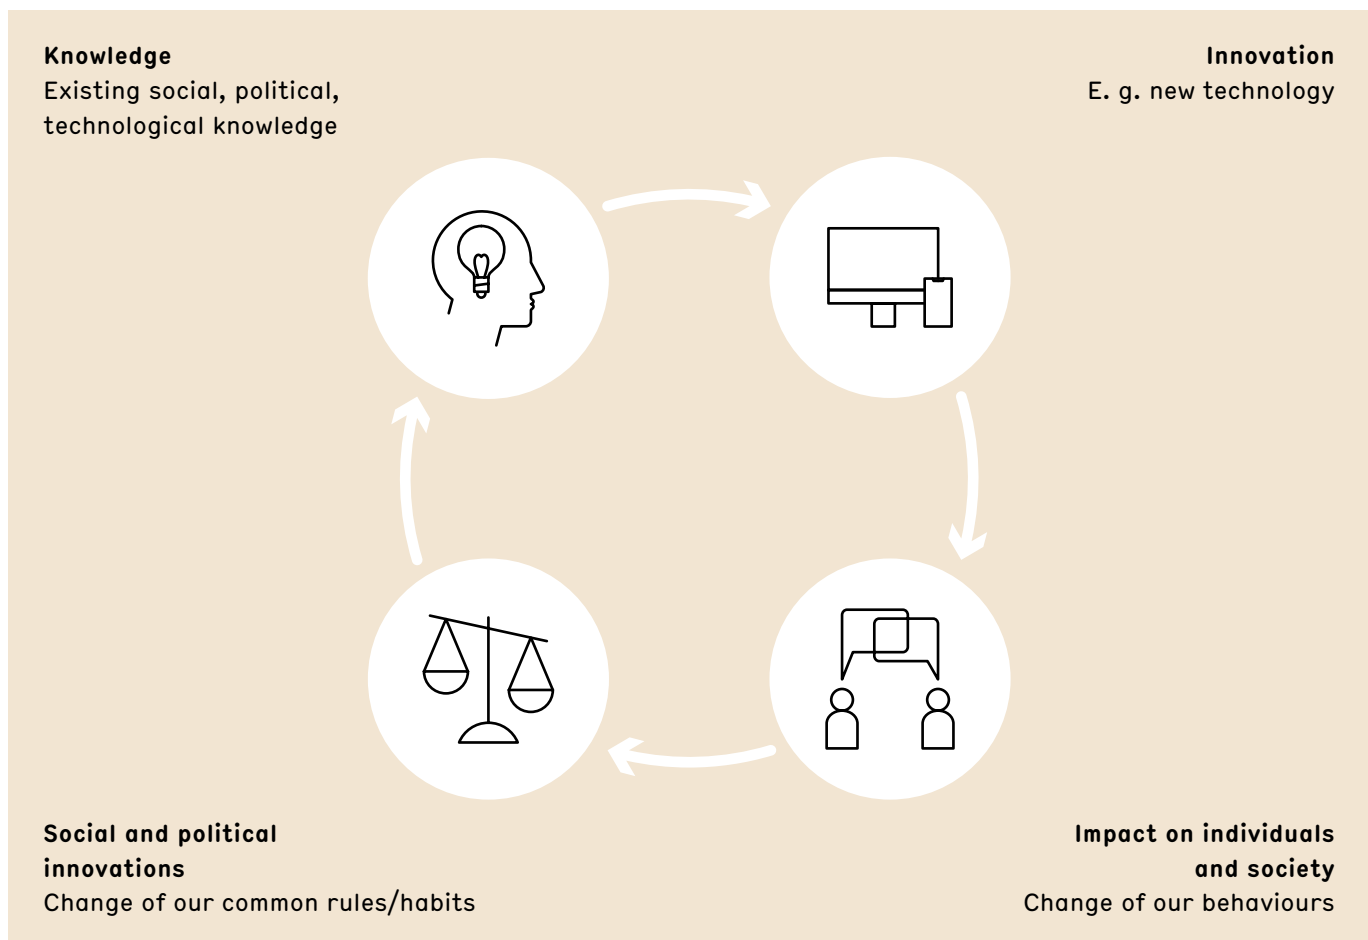 Knowledge
Existing social, political,
technological knowledge
Innovation
E. g. new technology
Social and political
innovations
Change of our common rules/habits
Impact on individuals
and society
Change of our behaviours